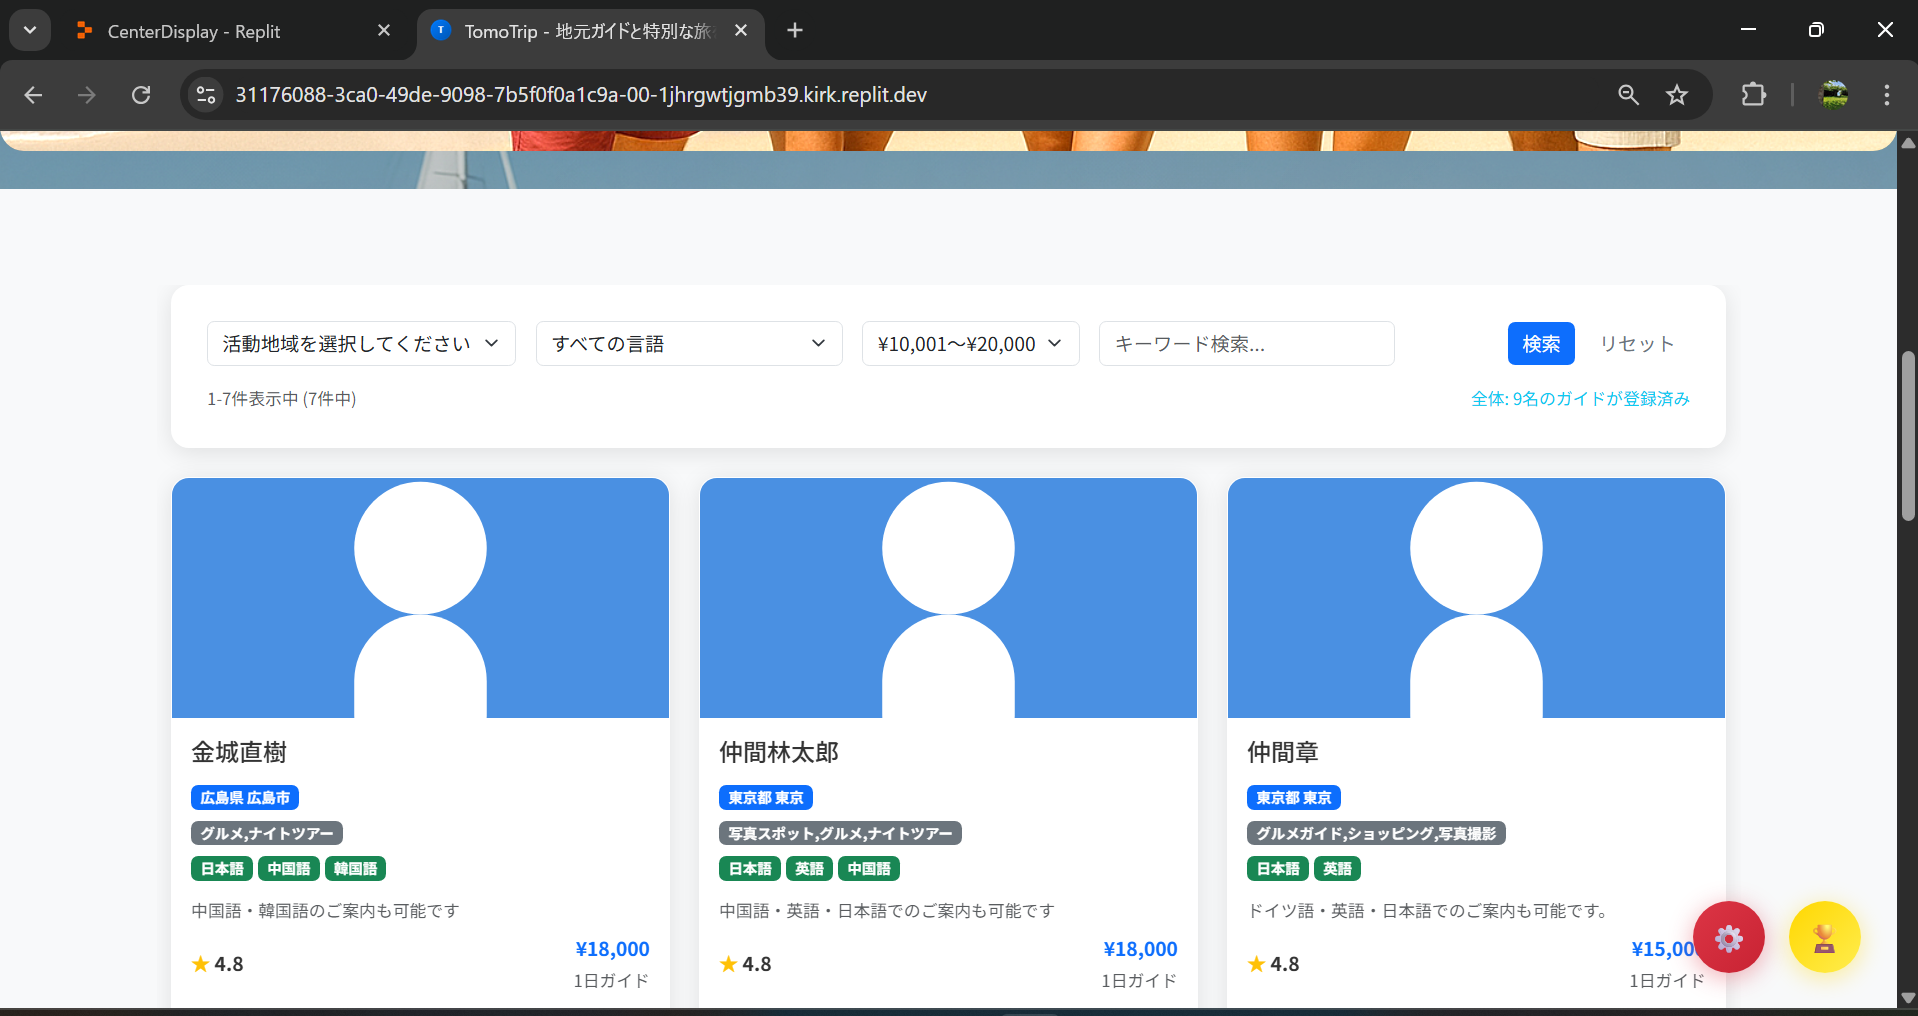 CenterDisplay - Replit
TomoTrip - 地元ガイドと特別な旅
31176088-3ca0-49de-9098-7b5f0f0a1c9a-00-1jhrgwtjgmb39.kirk.replit.dev
活動地域を選択してください
すべての言語
¥10,001〜¥20,000
キーワード検索...
検索
リセット
1-7件表示中 (7件中)
全体: 9名のガイドが登録済み
金城直樹
広島県 広島市
グルメ,ナイトツアー
日本語 中国語 韓国語
中国語・韓国語のご案内も可能です
★ 4.8
¥18,000
1日ガイド
仲間林太郎
東京都 東京
写真スポット,グルメ,ナイトツアー
日本語 英語 中国語
中国語・英語・日本語でのご案内も可能です
★ 4.8
¥18,000
1日ガイド
仲間章
東京都 東京
グルメガイド,ショッピング,写真撮影
日本語 英語
ドイツ語・英語・日本語でのご案内も可能です。
★ 4.8
¥15,00
1日ガイド